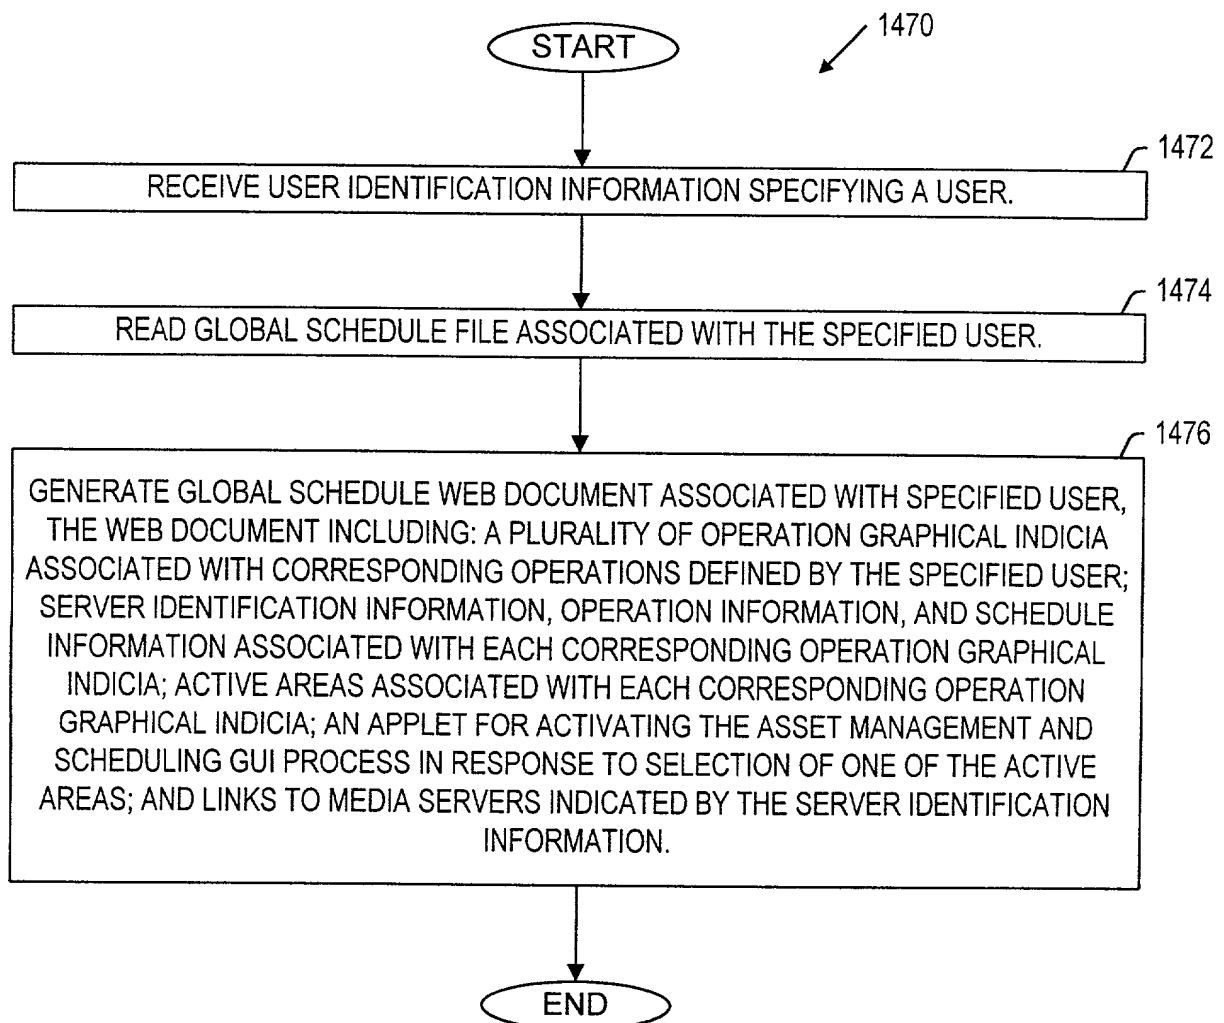 START
1470
1472
RECEIVE USER IDENTIFICATION INFORMATION SPECIFYING A USER.
1474
READ GLOBAL SCHEDULE FILE ASSOCIATED WITH THE SPECIFIED USER.
1476
GENERATE GLOBAL SCHEDULE WEB DOCUMENT ASSOCIATED WITH SPECIFIED USER,
THE WEB DOCUMENT INCLUDING: A PLURALITY OF OPERATION GRAPHICAL INDICIA
ASSOCIATED WITH CORRESPONDING OPERATIONS DEFINED BY THE SPECIFIED USER;
SERVER IDENTIFICATION INFORMATION, OPERATION INFORMATION, AND SCHEDULE
INFORMATION ASSOCIATED WITH EACH CORRESPONDING OPERATION GRAPHICAL
INDICIA; ACTIVE AREAS ASSOCIATED WITH EACH CORRESPONDING OPERATION
GRAPHICAL INDICIA; AN APPLET FOR ACTIVATING THE ASSET MANAGEMENT AND
SCHEDULING GUI PROCESS IN RESPONSE TO SELECTION OF ONE OF THE ACTIVE
AREAS; AND LINKS TO MEDIA SERVERS INDICATED BY THE SERVER IDENTIFICATION
INFORMATION.
END